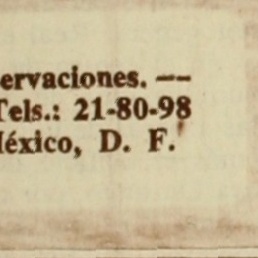 ervaciones. —
Tels.: 21-80-98
México, D. F.